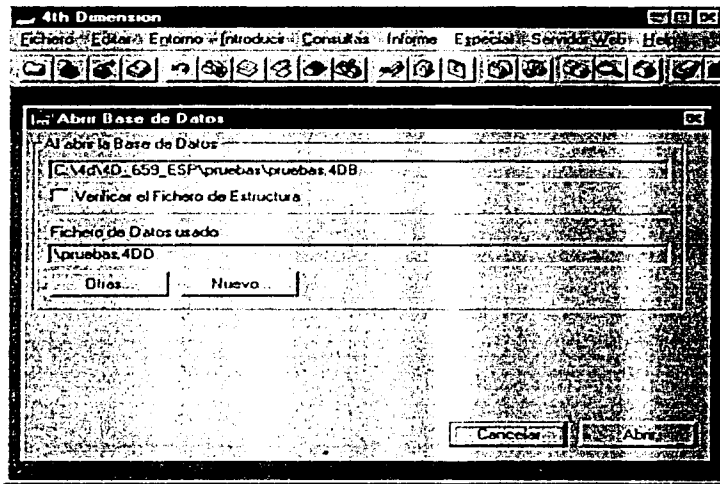 4th Dimension
Fichero Editar Entorno Introducir Consultas Informe Especial Servidor Web Help
Abrir Base de Datos
Al abrir la Base de Datos
C:\4d\4D_659_ESP\pruebas\pruebas.4DB
Verificar el Fichero de Estructura
Fichero de Datos usado
\pruebas.4DD
Otras... Nuevo...
Cancelar Abrir